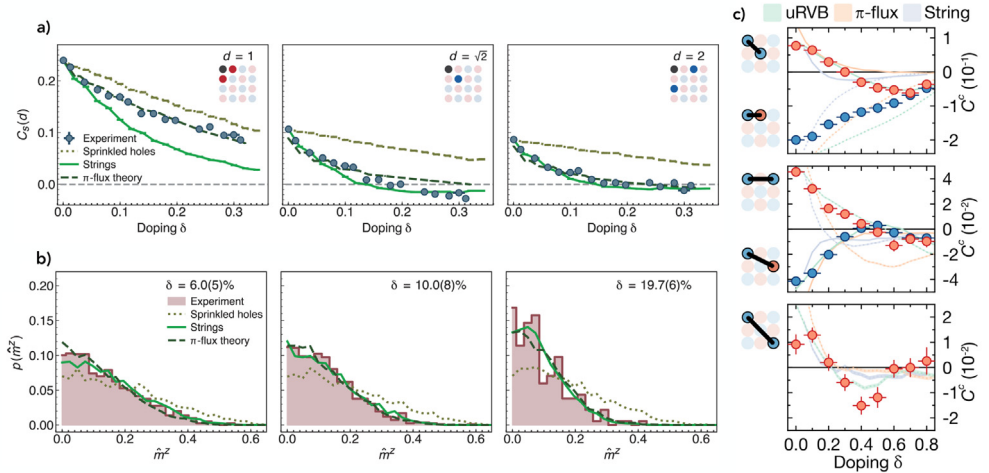 a)
d = 1
d = √2
d = 2
Cs(d)
0.2
0.1
0.0
Experiment
Sprinkled holes
Strings
π-flux theory
0.0 0.1 0.2 0.3
0.0 0.1 0.2 0.3
0.0 0.1 0.2 0.3
Doping δ
Doping δ
Doping δ
b)
δ = 6.0(5)%
δ = 10.0(8)%
δ = 19.7(6)%
p(m̂ᶻ)
0.20
0.15
0.10
0.05
0.00
Experiment
Sprinkled holes
Strings
π-flux theory
0.0 0.2 0.4 0.6
0.0 0.2 0.4 0.6
0.0 0.2 0.4 0.6
m̂ᶻ
m̂ᶻ
m̂ᶻ
c)
uRVB π-flux String
1
0
-1
-2
Cᶜ (10⁻¹)
4
2
0
-2
-4
Cᶜ (10⁻²)
2
1
0
-1
-2
Cᶜ (10⁻²)
0.0 0.2 0.4 0.6 0.8
Doping δ